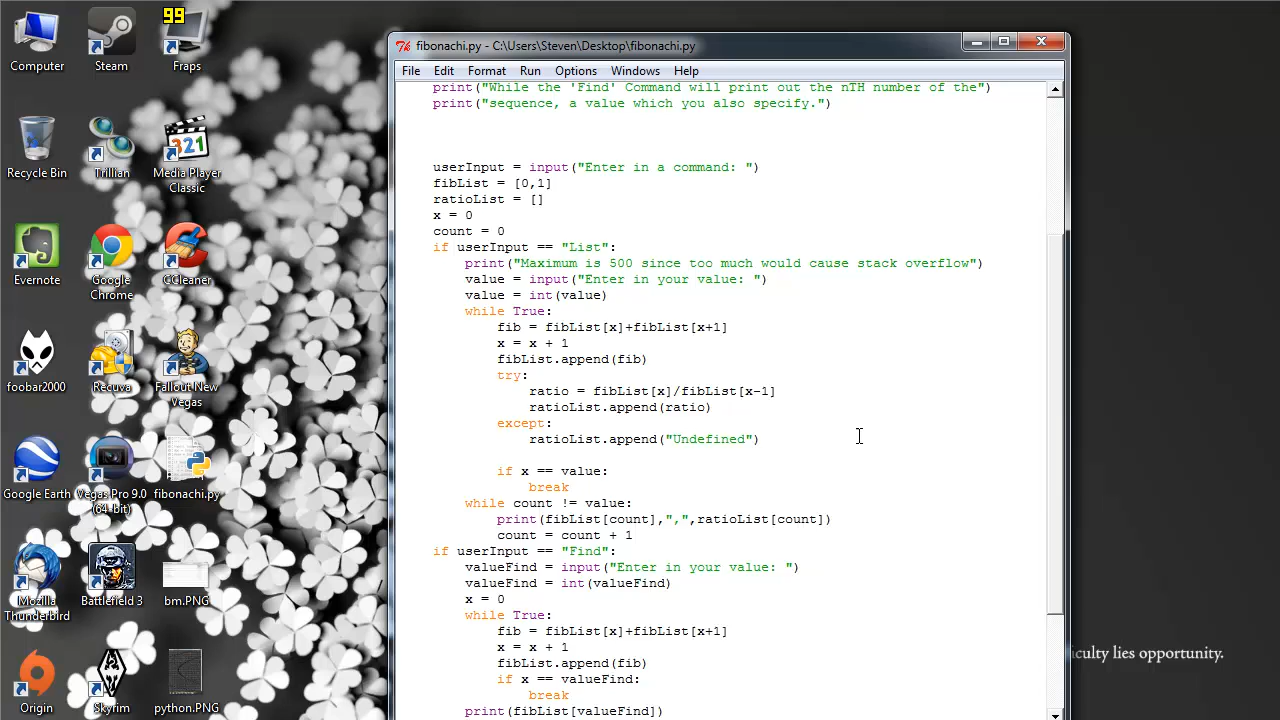 99
Computer
Steam
Fraps
Recycle Bin
Trillian
Media Player
Classic
Evernote
Google
Chrome
CCleaner
foobar2000
Recuva
Fallout New
Vegas
Google Earth
Vegas Pro 9.0
(64-bit)
fibonachi.py
Mozilla
Thunderbird
Battlefield 3
bm.PNG
Origin
Skyrim
python.PNG
fibonachi.py - C:\Users\Steven\Desktop\fibonachi.py
File Edit Format Run Options Windows Help
print("While the 'Find' Command will print out the nTH number of the")
print("sequence, a value which you also specify.")
userInput = input("Enter in a command: ")
fibList = [0,1]
ratioList = []
x = 0
count = 0
if userInput == "List":
print("Maximum is 500 since too much would cause stack overflow")
value = input("Enter in your value: ")
value = int(value)
while True:
fib = fibList[x]+fibList[x+1]
x = x + 1
fibList.append(fib)
try:
ratio = fibList[x]/fibList[x-1]
ratioList.append(ratio)
except:
ratioList.append("Undefined")
if x == value:
break
while count != value:
print(fibList[count],",",ratioList[count])
count = count + 1
if userInput == "Find":
valueFind = input("Enter in your value: ")
valueFind = int(valueFind)
x = 0
while True:
fib = fibList[x]+fibList[x+1]
x = x + 1
fibList.append(fib)
if x == valueFind:
break
print(fibList[valueFind])
iculty lies opportunity.